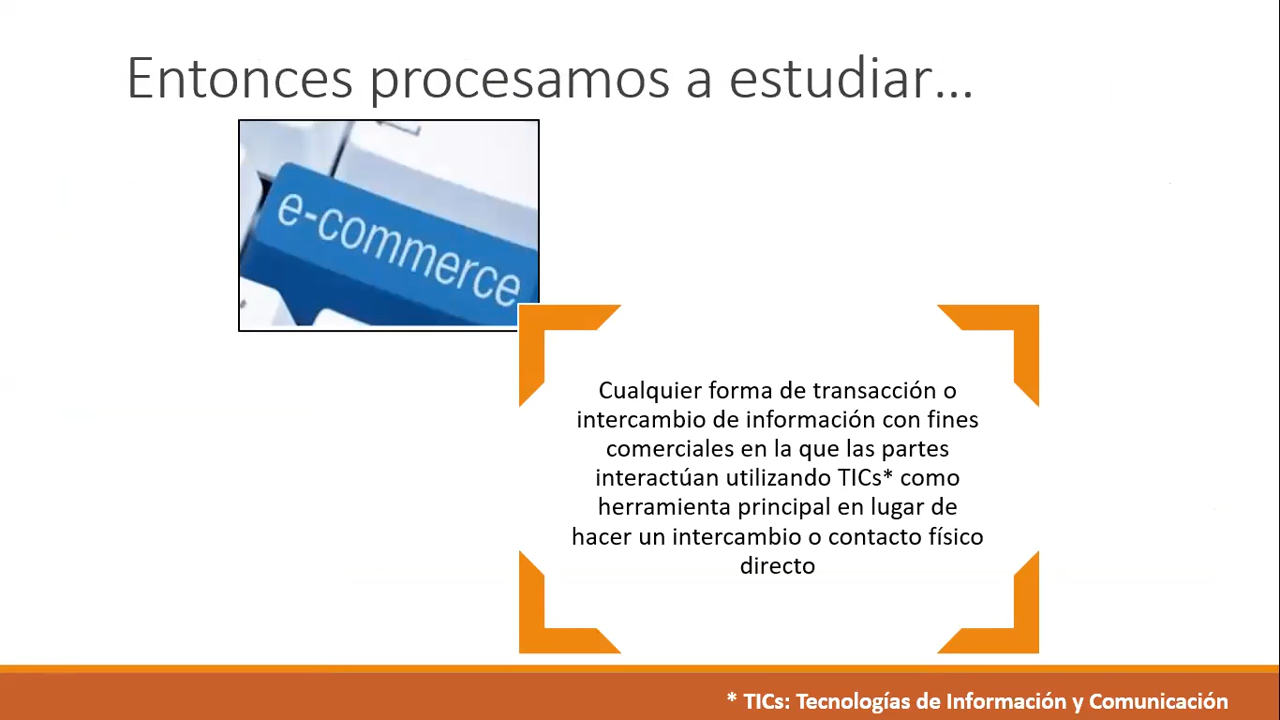 Entonces procesamos a estudiar...
e-commerce
Cualquier forma de transacción o
intercambio de información con fines
comerciales en la que las partes
interactúan utilizando TICs* como
herramienta principal en lugar de
hacer un intercambio o contacto físico
directo
* TICs: Tecnologías de Información y Comunicación